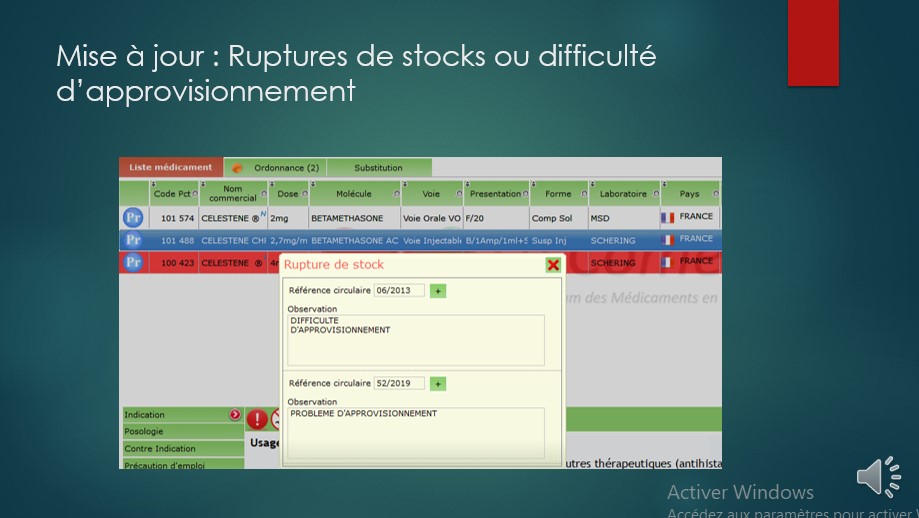 Mise à jour : Ruptures de stocks ou difficulté
d'approvisionnement
Liste médicament Ordonnance (2) Substitution
Code Pct Nom commercial Dose Molécule Voie Presentation Forme Laboratoire Pays
Pr 101 574 CELESTENE ® N 2mg BETAMETHASONE Voie Orale VO F/20 Comp Sol MSD FRANCE
Pr 101 488 CELESTENE CHI 2,7mg/m BETAMETHASONE AC Voie Injectabl B/1Amp/1ml+S Susp Inj SCHERING FRANCE
Pr 100 423 CELESTENE ® SCHERING FRANCE
Rupture de stock
Référence circulaire 06/2013 +
des Médicaments en
Observation
DIFFICULTE
D'APPROVISIONNEMENT
Référence circulaire 52/2019 +
Observation
PROBLEME D'APPROVISIONNEMENT
Indication
Posologie
Contre Indication
Usage
Précaution d'emploi
utres thérapeutiques (antihista
Activer Windows
Accédez aux paramètres pour activer